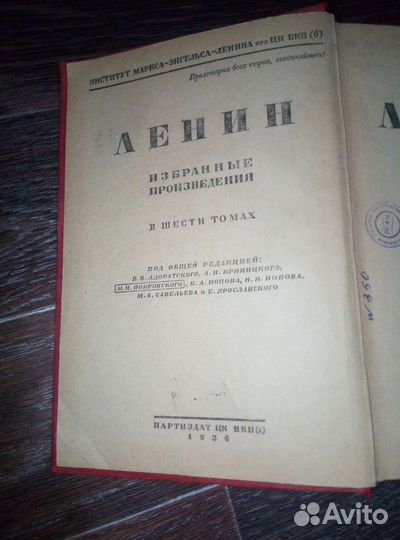 ИНСТИТУТ МАРКСА-ЭНГЕЛЬСА-ЛЕНИНА при ЦК ВКП(б)
Пролетарии всех стран, соединяйтесь!
ЛЕНИН
ИЗБРАННЫЕ
ПРОИЗВЕДЕНИЯ
В ШЕСТИ ТОМАХ
ПОД ОБЩЕЙ РЕДАКЦИЕЙ:
В. В. АДОРАТСКОГО, А. И. КРИНИЦКОГО,
М. Н. ПОКРОВСКОГО, К. А. ПОПОВА, Н. Н. ПОПОВА,
М. А. САВЕЛЬЕВА и Е. ЯРОСЛАВСКОГО
ПАРТИЗДАТ ЦК ВКП(б)
1936
Л
Avito